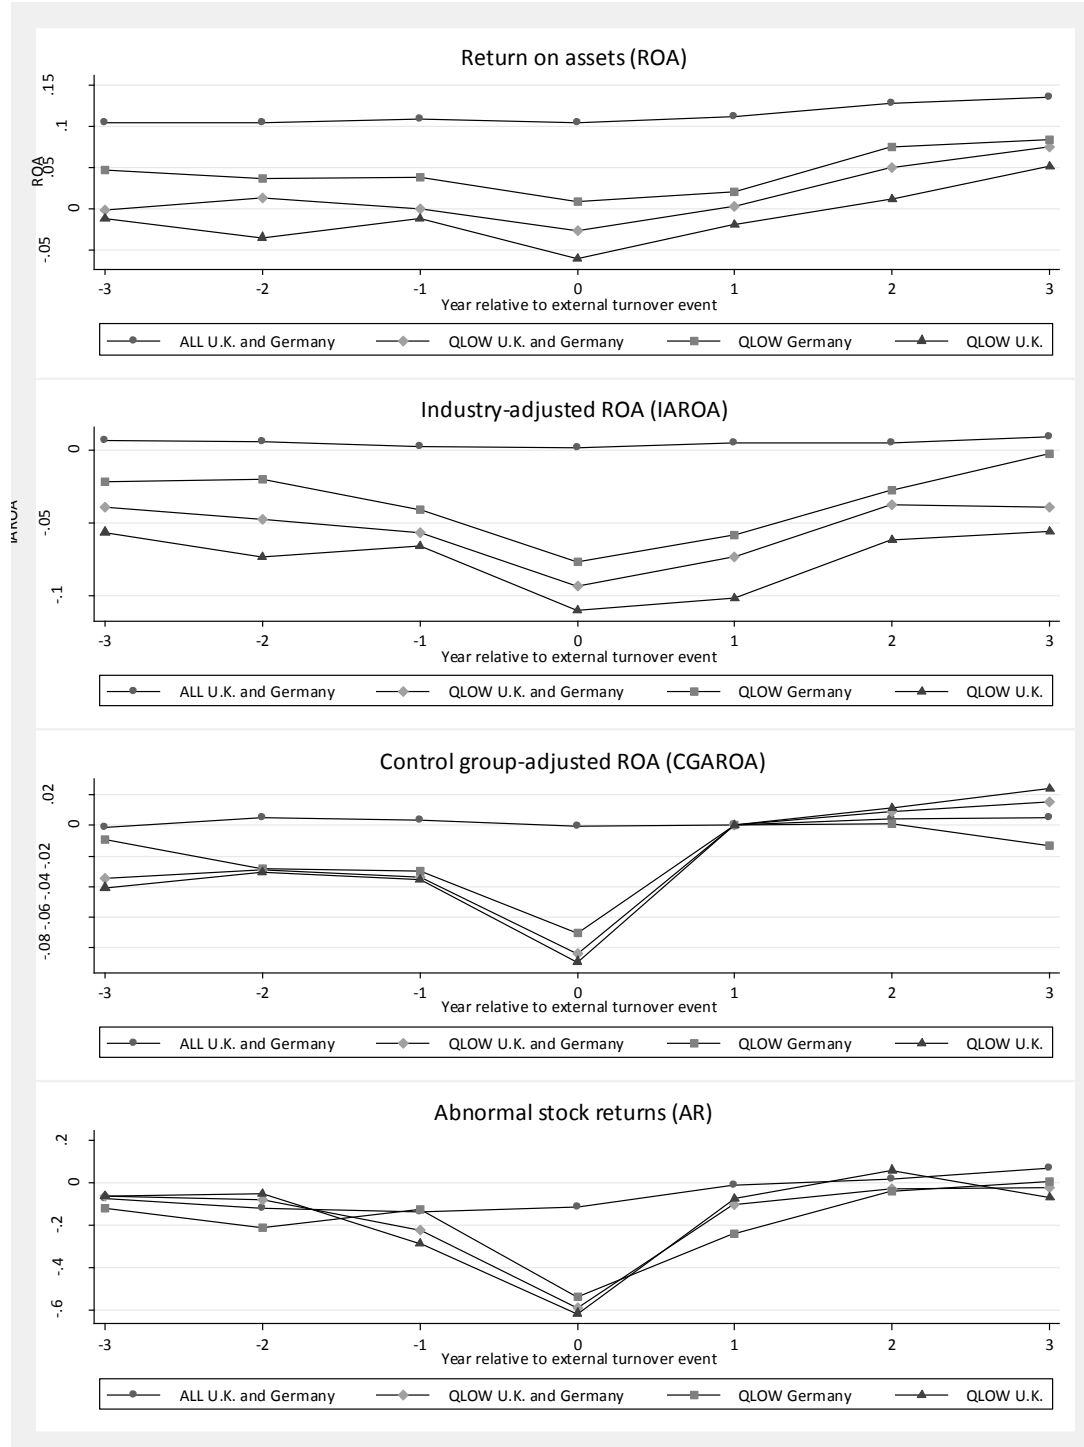 Return on assets (ROA)
ROA
.15
.1
.05
0
-.05
-3 -2 -1 0 1 2 3
Year relative to external turnover event
ALL U.K. and Germany QLOW U.K. and Germany QLOW Germany QLOW U.K.
Industry-adjusted ROA (IAROA)
IAROA
0
-.05
-.1
-3 -2 -1 0 1 2 3
Year relative to external turnover event
ALL U.K. and Germany QLOW U.K. and Germany QLOW Germany QLOW U.K.
Control group-adjusted ROA (CGAROA)
.02
0
-.08 -.06 -.04 -.02
-3 -2 -1 0 1 2 3
Year relative to external turnover event
ALL U.K. and Germany QLOW U.K. and Germany QLOW Germany QLOW U.K.
Abnormal stock returns (AR)
.2
0
-.2
-.4
-.6
-3 -2 -1 0 1 2 3
Year relative to external turnover event
ALL U.K. and Germany QLOW U.K. and Germany QLOW Germany QLOW U.K.